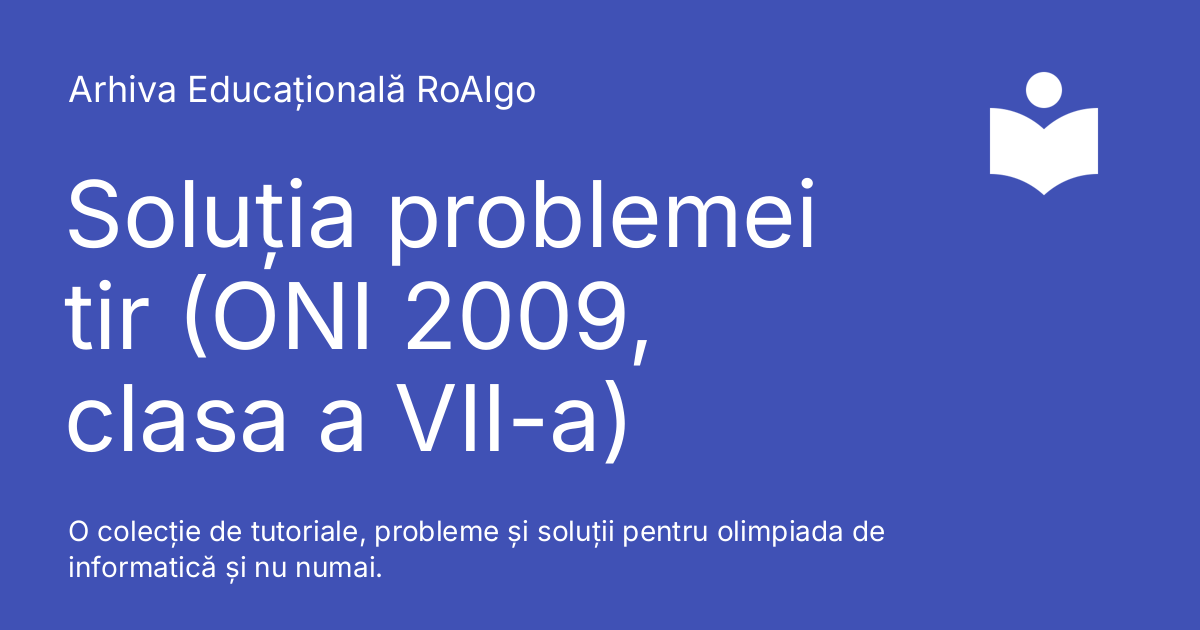 Arhiva Educațională RoAlgo
Soluția problemei
tir (ONI 2009,
clasa a VII-a)
O colecție de tutoriale, probleme și soluții pentru olimpiada de
informatică și nu numai.